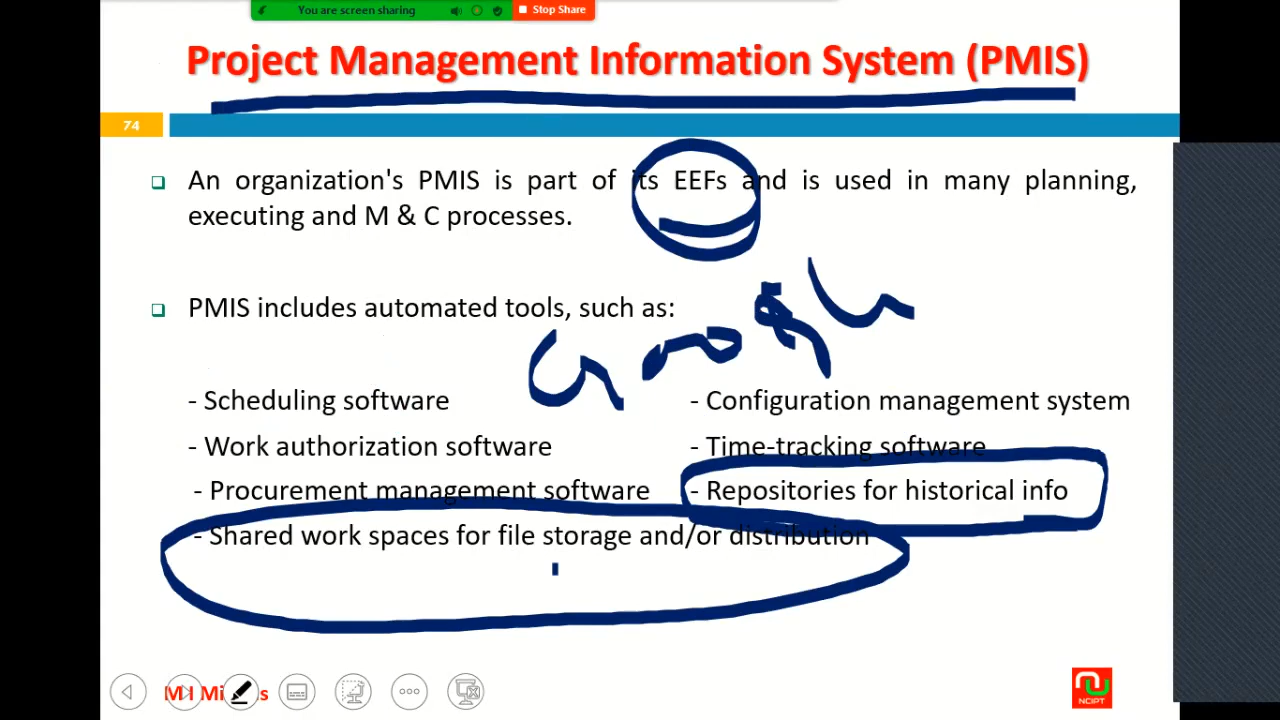 You are screen sharing
Stop Share
Project Management Information System (PMIS)
74
An organization's PMIS is part of its EEFs and is used in many planning,
executing and M & C processes.
PMIS includes automated tools, such as:
Google
- Scheduling software
- Configuration management system
- Work authorization software
- Time-tracking software
- Procurement management software
- Repositories for historical info
- Shared work spaces for file storage and/or distribution
NCIPT